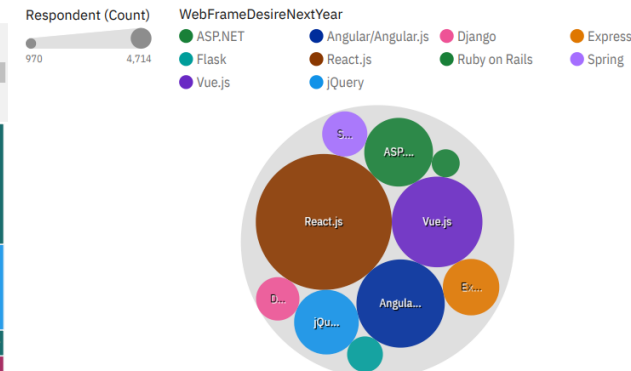 Respondent (Count)
970 4,714
WebFrameDesireNextYear
ASP.NET Angular/Angular.js Django Express
Flask React.js Ruby on Rails Spring
Vue.js jQuery
S...
ASP....
React.js
Vue.js
Ex...
D...
Angula...
jQu...